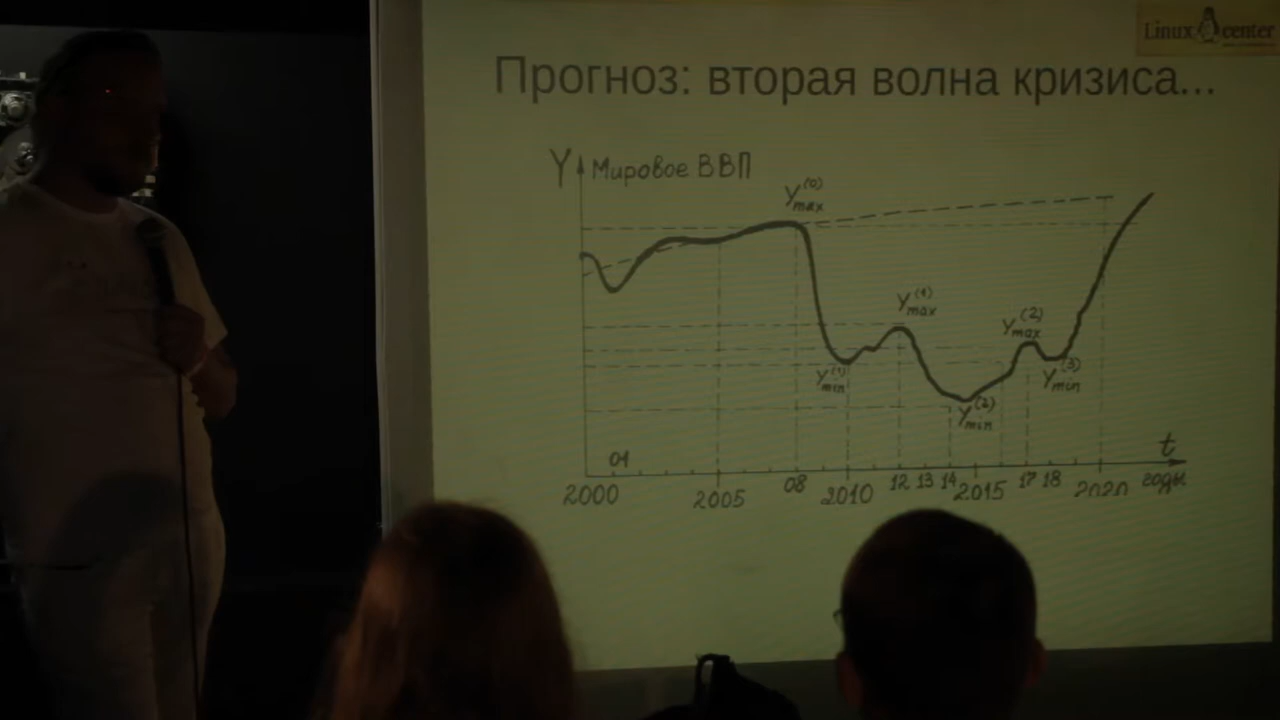 Linux center
Прогноз: вторая волна кризиса...
Y Мировое ВВП
Y max (0)
Y max (1)
Y max (2)
Y min (1)
Y min (3)
Y min (2)
01
t
2000 2005 08 2010 12 13 14 2015 17 18 2020 годы